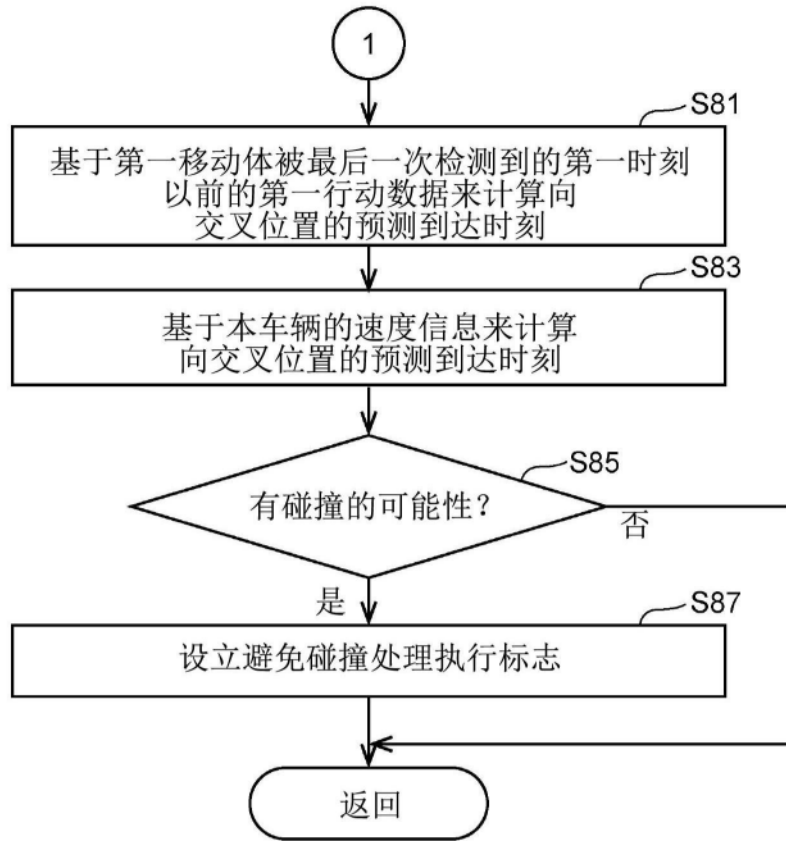 1
S81
基于第一移动体被最后一次检测到的第一时刻
以前的第一行动数据来计算向
交叉位置的预测到达时刻
S83
基于本车辆的速度信息来计算
向交叉位置的预测到达时刻
S85
有碰撞的可能性?
否
是
S87
设立避免碰撞处理执行标志
返回